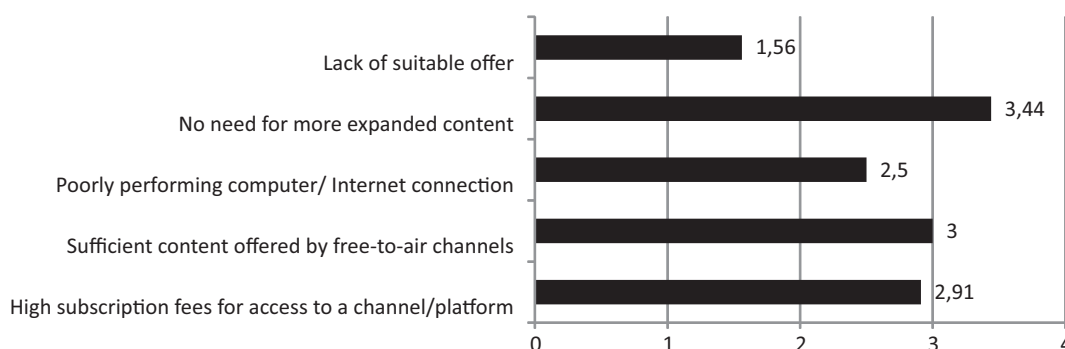 Lack of suitable offer
1,56
No need for more expanded content
3,44
Poorly performing computer/ Internet connection
2,5
Sufficient content offered by free-to-air channels
3
High subscription fees for access to a channel/platform
2,91
0 1 2 3 4